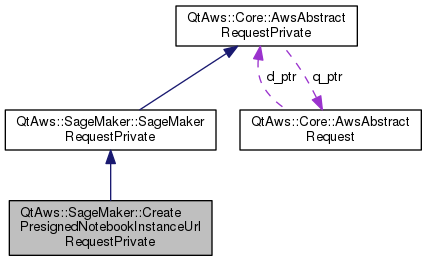 QtAws::Core::AwsAbstract
RequestPrivate
d_ptr
q_ptr
QtAws::SageMaker::SageMaker
RequestPrivate
QtAws::Core::AwsAbstract
Request
QtAws::SageMaker::Create
PresignedNotebookInstanceUrl
RequestPrivate